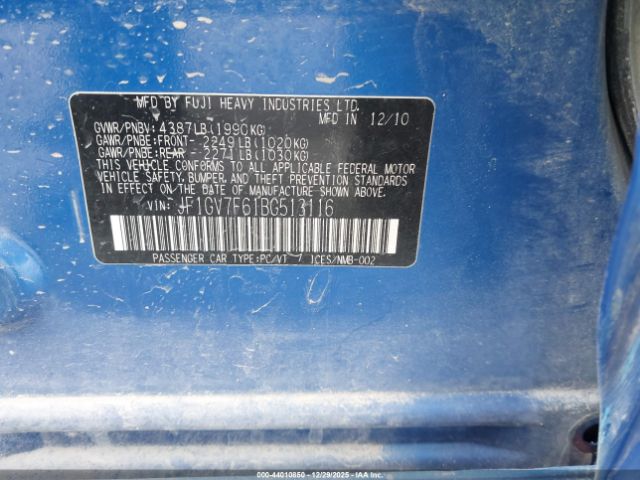 MFD BY FUJI HEAVY INDUSTRIES LTD.
MFD IN 12/10
GVWR/PNBV: 4387LB(1990KG)
GAWR/PNBE:FRONT- 2249LB(1020KG)
GAWR/PNBE:REAR - 2271LB(1030KG)
THIS VEHICLE CONFORMS TO ALL APPLICABLE FEDERAL MOTOR
VEHICLE SAFETY, BUMPER, AND THEFT PREVENTION STANDARDS
IN EFFECT ON THE DATE OF MANUFACTURE SHOWN ABOVE.
VIN: JF1GV7F61BG513116
PASSENGER CAR TYPE:PC/VT / ICES/NMB-002
000-44010850 - 12/29/2025 - IAA Canada